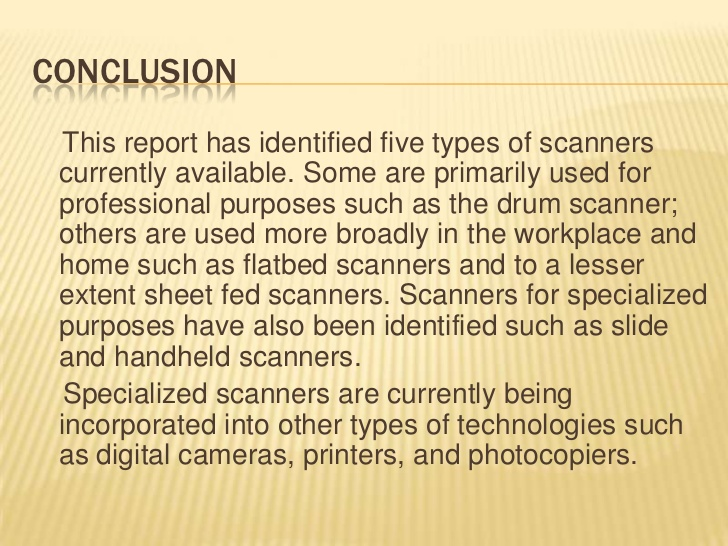 CONCLUSION
This report has identified five types of scanners
currently available. Some are primarily used for
professional purposes such as the drum scanner;
others are used more broadly in the workplace and
home such as flatbed scanners and to a lesser
extent sheet fed scanners. Scanners for specialized
purposes have also been identified such as slide
and handheld scanners.
Specialized scanners are currently being
incorporated into other types of technologies such
as digital cameras, printers, and photocopiers.